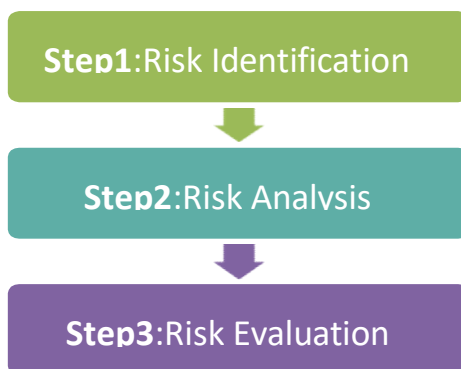 Step1:Risk Identification
Step2:Risk Analysis
Step3:Risk Evaluation